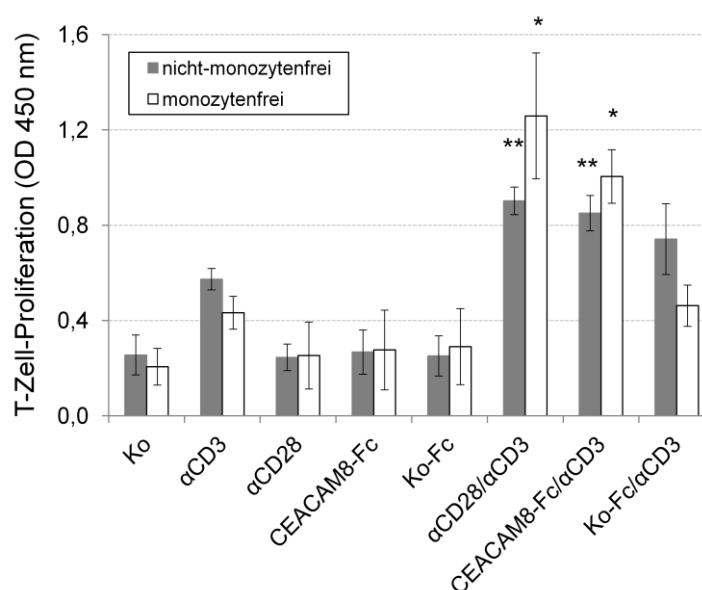 T-Zell-Proliferation (OD 450 nm)
1,6
1,2
0,8
0,4
0,0
nicht-monozytenfrei
monozytenfrei
**
*
**
*
Ko
αCD3
αCD28
CEACAM8-Fc
Ko-Fc
αCD28/αCD3
CEACAM8-Fc/αCD3
Ko-Fc/αCD3